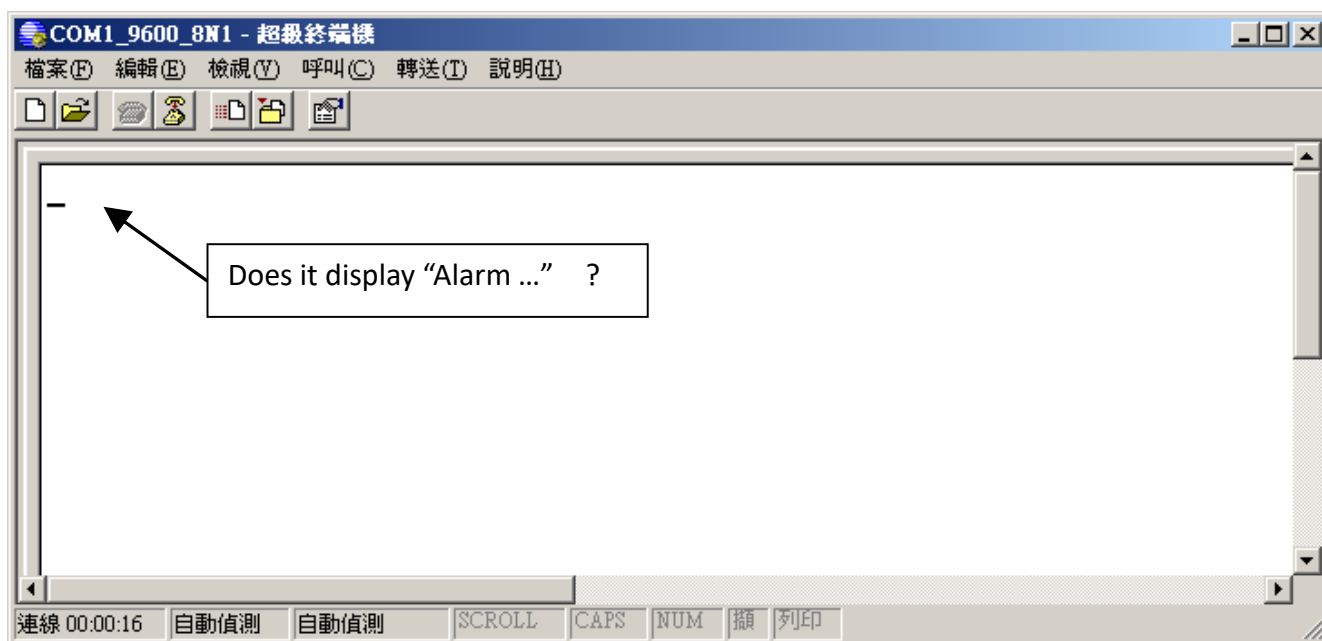 COM1_9600_8N1 - 超級終端機
檔案(F) 編輯(E) 檢視(V) 呼叫(C) 轉送(T) 說明(H)
Does it display “Alarm …” ?
連線 00:00:16 自動偵測 自動偵測 SCROLL CAPS NUM 擷 列印